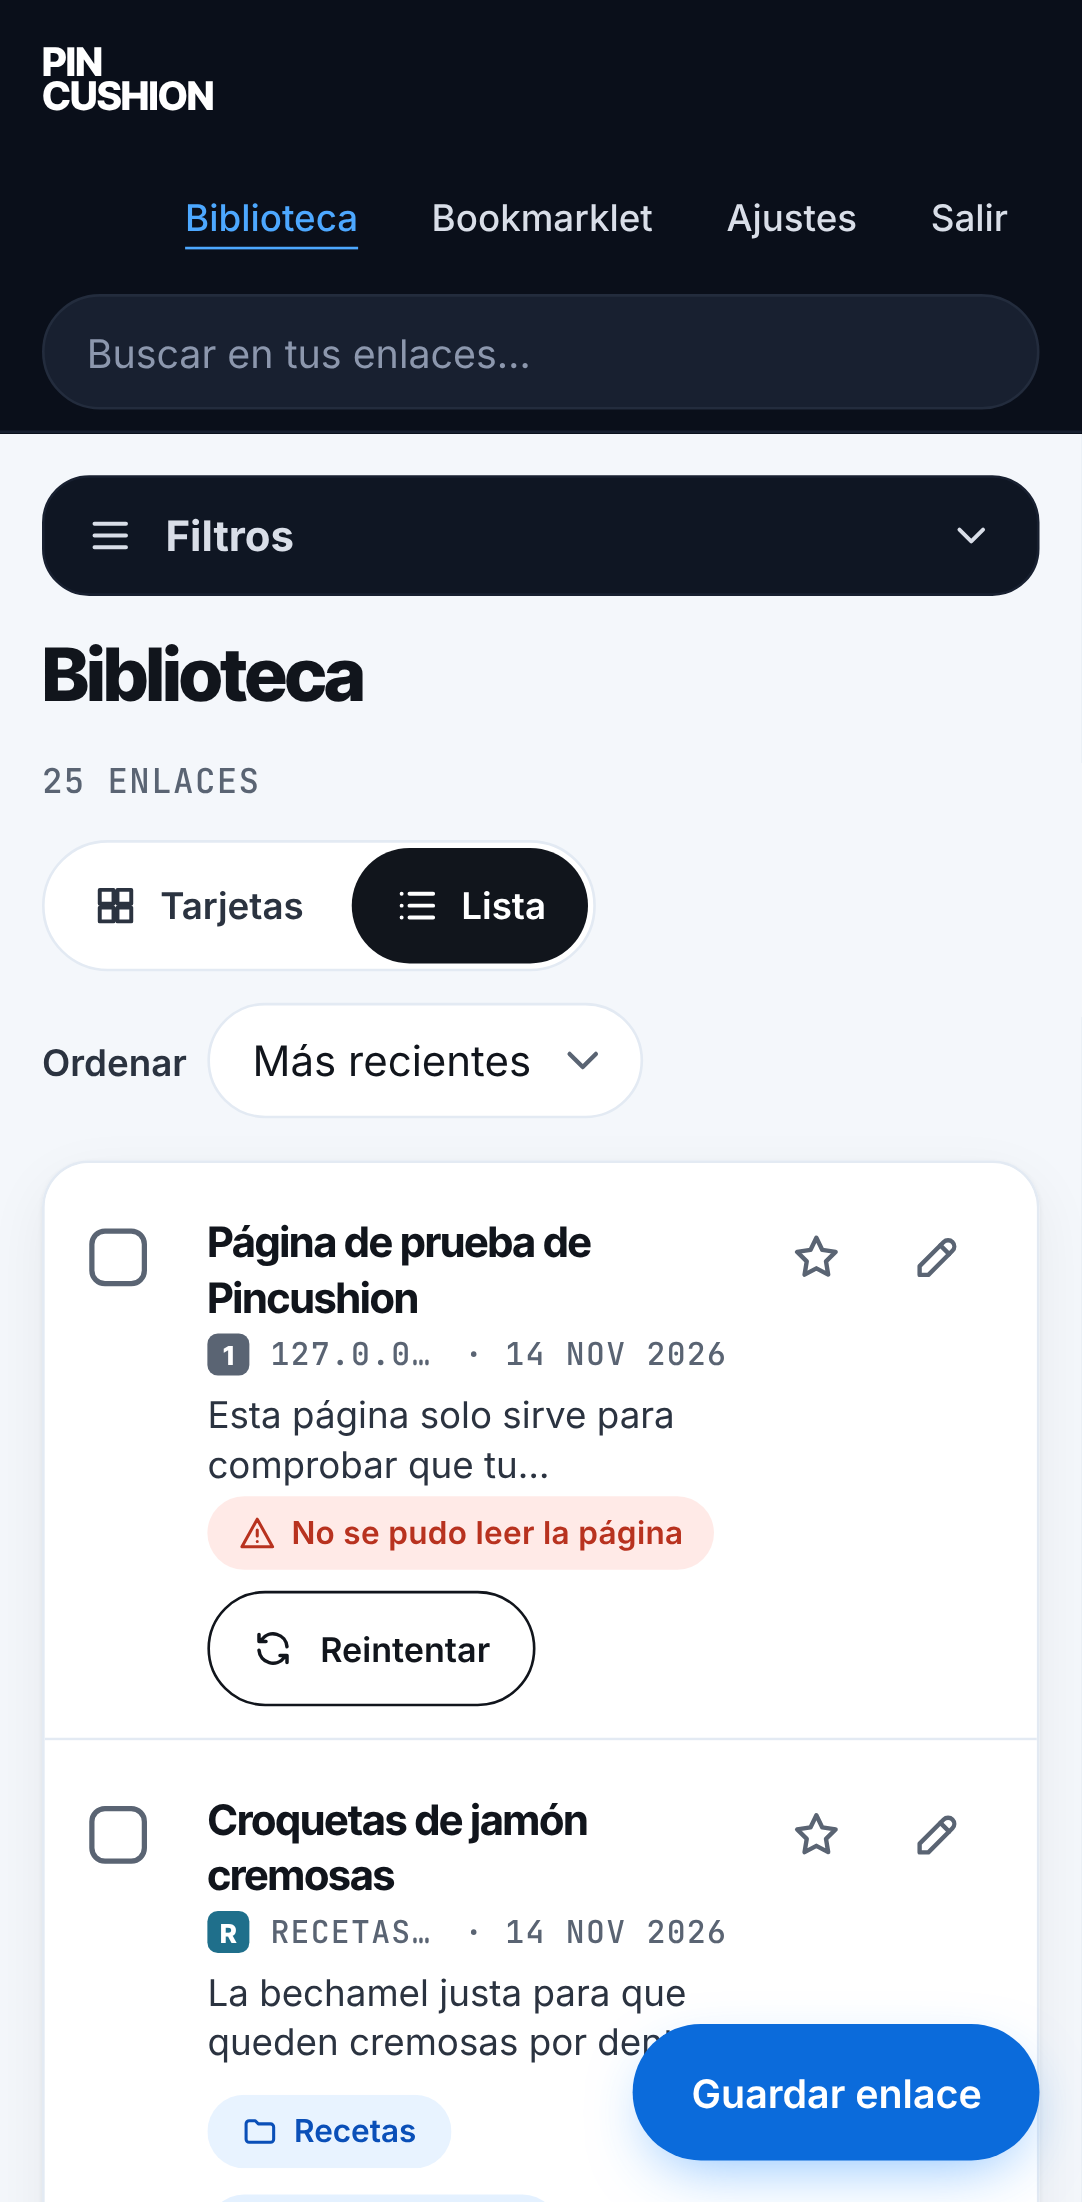 PIN
CUSHION
Biblioteca Bookmarklet Ajustes Salir
Buscar en tus enlaces...
Filtros
Biblioteca
25 ENLACES
Tarjetas Lista
Ordenar Más recientes
Página de prueba de
Pincushion
1 127.0.0… · 14 NOV 2026
Esta página solo sirve para
comprobar que tu...
No se pudo leer la página
Reintentar
Croquetas de jamón
cremosas
R RECETAS… · 14 NOV 2026
La bechamel justa para que
queden cremosas por
Guardar enlace
Recetas